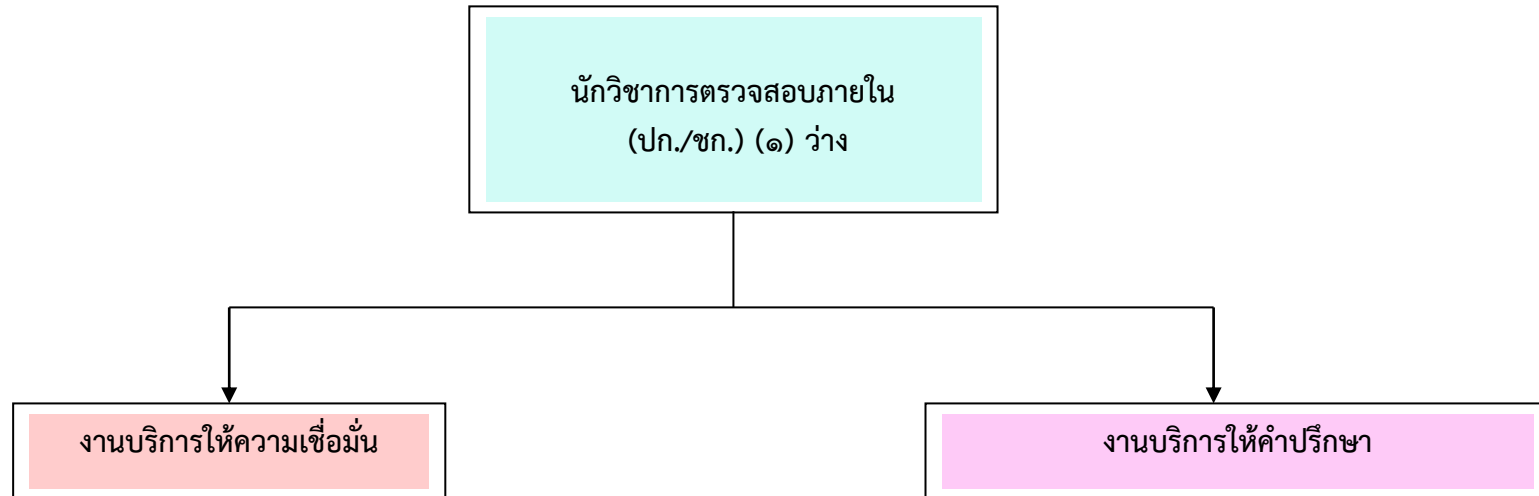 นักวิชาการตรวจสอบภายใน
(ปก./ชก.) (๑) ว่าง
งานบริการให้ความเชื่อมั่น
งานบริการให้คำปรึกษา